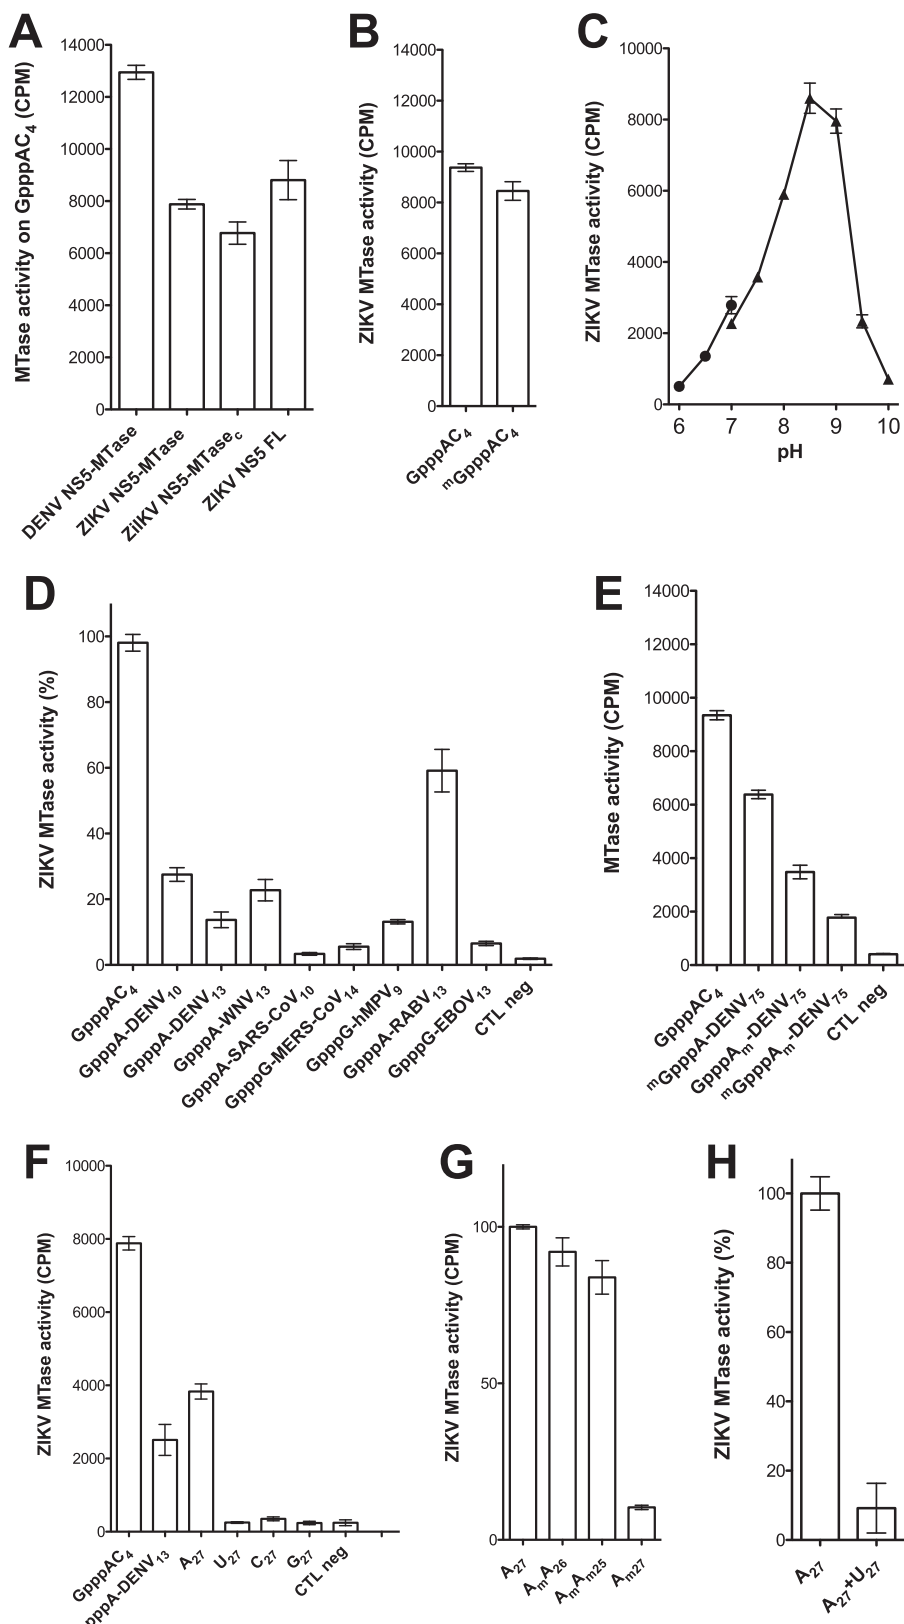 A
MTase activity on GpppAC4 (CPM)
14000
12000
10000
8000
6000
4000
2000
0
DENV NS5-MTase
ZIKV NS5-MTase
ZiIKV NS5-MTasec
ZIKV NS5 FL
B
ZIKV MTase activity (CPM)
14000
12000
10000
8000
6000
4000
2000
0
GpppAC4
mGpppAC4
C
ZIKV MTase activity (CPM)
10000
8000
6000
4000
2000
0
6 7 8 9 10
pH
D
ZIKV MTase activity (%)
100
80
60
40
20
0
GpppAC4
GpppA-DENV10
GpppA-DENV13
GpppA-WNV13
GpppA-SARS-CoV10
GpppG-MERS-CoV14
GpppG-hMPV9
GpppA-RABV13
GpppG-EBOV13
CTL neg
E
MTase activity (CPM)
14000
12000
10000
8000
6000
4000
2000
0
GpppAC4
mGpppA-DENV75
GpppAm-DENV75
mGpppAm-DENV75
CTL neg
F
ZIKV MTase activity (CPM)
10000
8000
6000
4000
2000
0
GpppAC4
pppA-DENV13
A27
U27
C27
G27
CTL neg
G
ZIKV MTase activity (CPM)
100
50
0
A27
AmA26
AmAm25
Am27
H
ZIKV MTase activity (%)
100
80
60
40
20
0
A27
A27+U27